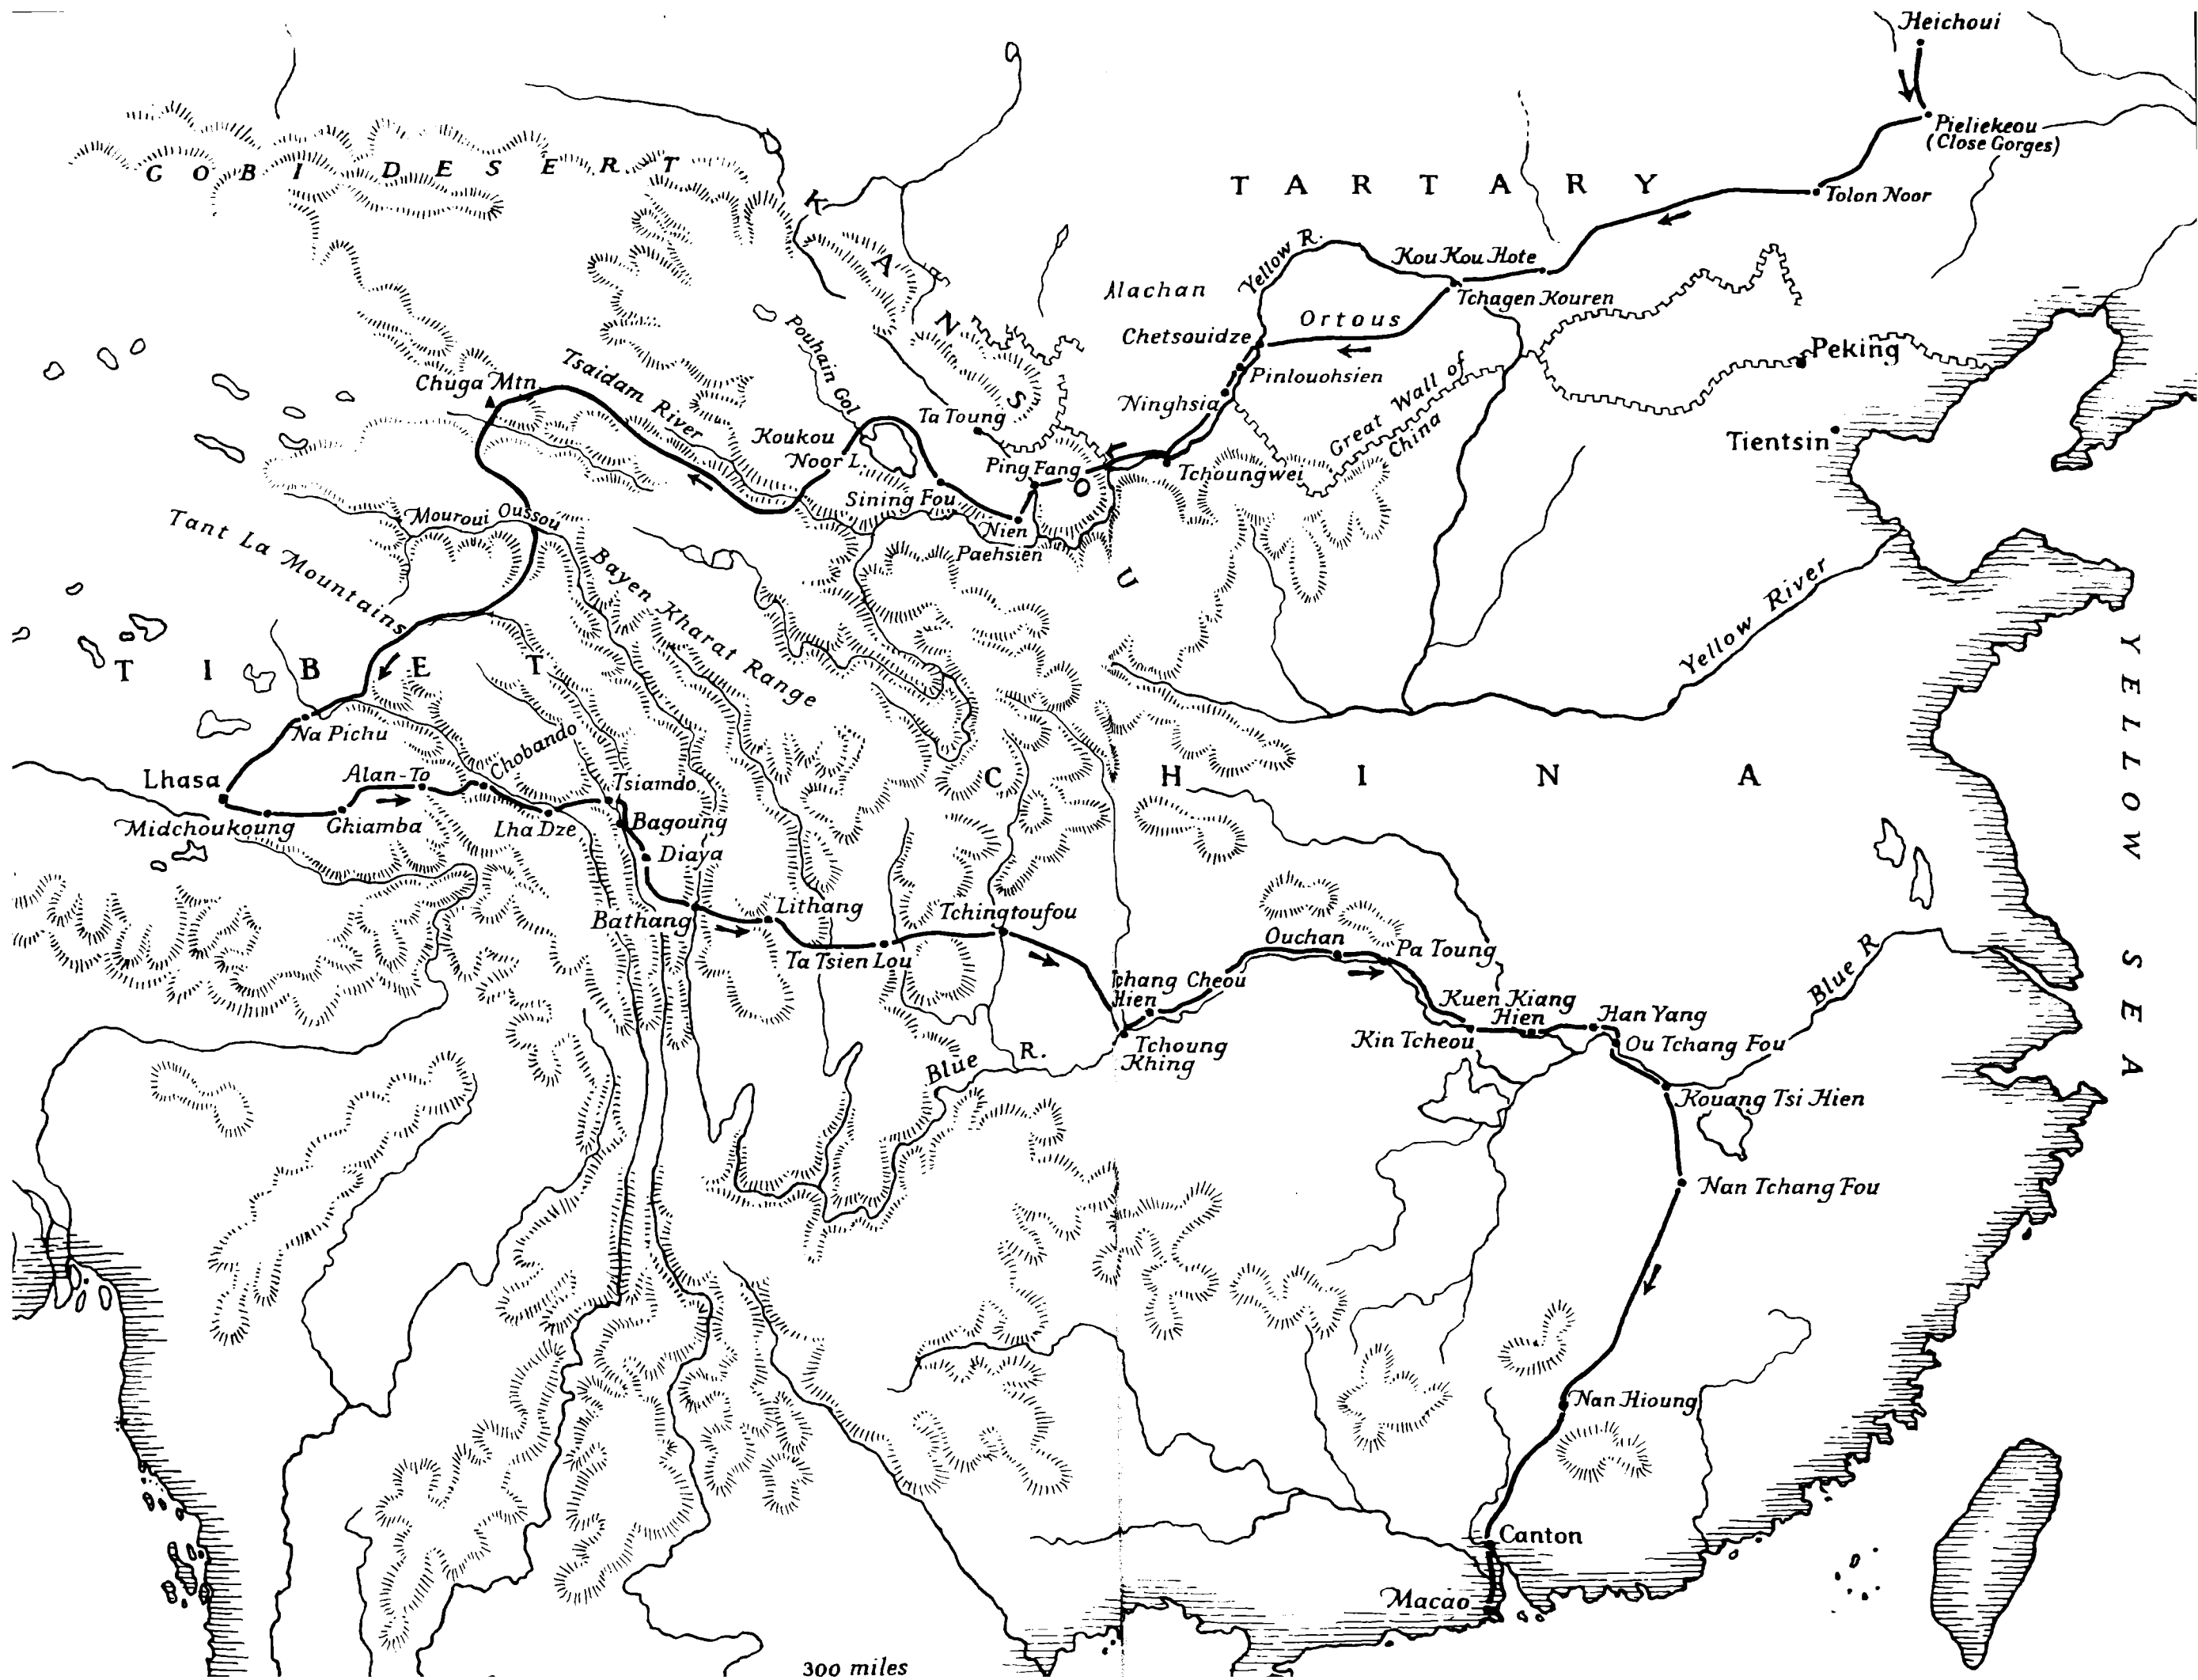 Heichoui
Pieliekeou
(Close Gorges)
GOBI DESERT
TARTARY
Tolon Noor
KANSOU
Yellow R.
Kou Kou Hote
Alachan
Tchagen Kouren
Ortous
Pouhain Gol
Chetsouidze
Peking
Tsaidam River
Chuga Mtn.
Pinlouohsien
Great Wall of
China
Ninghsia
Ta Toung
Koukou
Noor L.
Tientsin
Ping Fang
Tchoungwei
Sining Fou
Mouroui Oussou
Nien
Paehsien
Tant La Mountains
Bayen Kharat Range
Yellow River
YELLOW SEA
TIBET
Na Pichu
Chobando
Lhasa
Alan-To
Tsiamdo
CHINA
Midchoukoung
Ghiamba
Lha Dze
Bagoung
Diaya
Bathang
Lithang
Tchingtoufou
Ta Tsien Lou
Ouchan
Pa Toung
Tchang Cheou
Hien
Kuen Kiang
Hien
Han Yang
Blue R
Kin Tcheou
Ou Tchang Fou
Tchoung
Khing
Blue R.
Kouang Tsi Hien
Nan Tchang Fou
Nan Hioung
Canton
Macao
300 miles